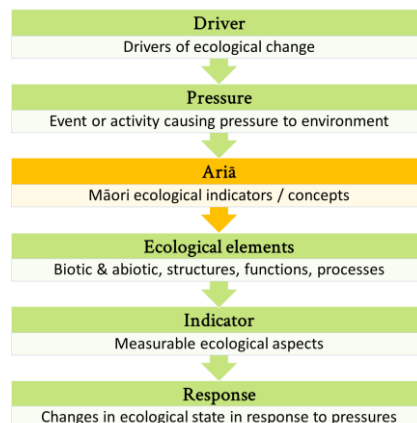 Driver
Drivers of ecological change
Pressure
Event or activity causing pressure to environment
Ariā
Māori ecological indicators / concepts
Ecological elements
Biotic & abiotic, structures, functions, processes
Indicator
Measurable ecological aspects
Response
Changes in ecological state in response to pressures